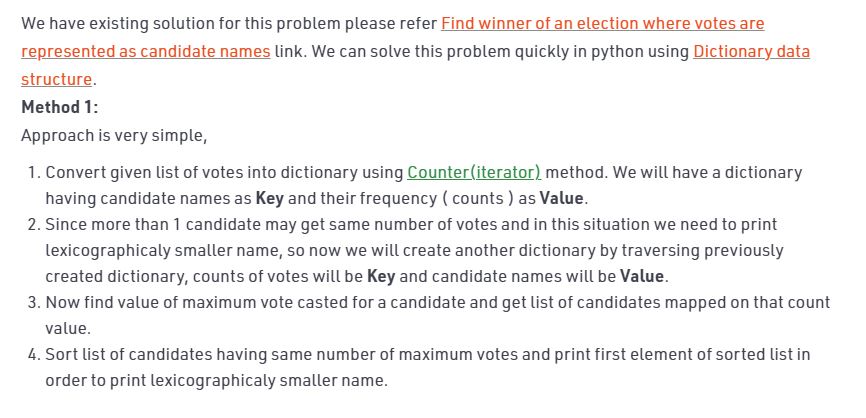 We have existing solution for this problem please refer Find winner of an election where votes are
represented as candidate names link. We can solve this problem quickly in python using Dictionary data
structure.
Method 1:
Approach is very simple,
1. Convert given list of votes into dictionary using Counter(iterator) method. We will have a dictionary
having candidate names as Key and their frequency ( counts ) as Value.
2. Since more than 1 candidate may get same number of votes and in this situation we need to print
lexicographicaly smaller name, so now we will create another dictionary by traversing previously
created dictionary, counts of votes will be Key and candidate names will be Value.
3. Now find value of maximum vote casted for a candidate and get list of candidates mapped on that count
value.
4. Sort list of candidates having same number of maximum votes and print first element of sorted list in
order to print lexicographicaly smaller name.